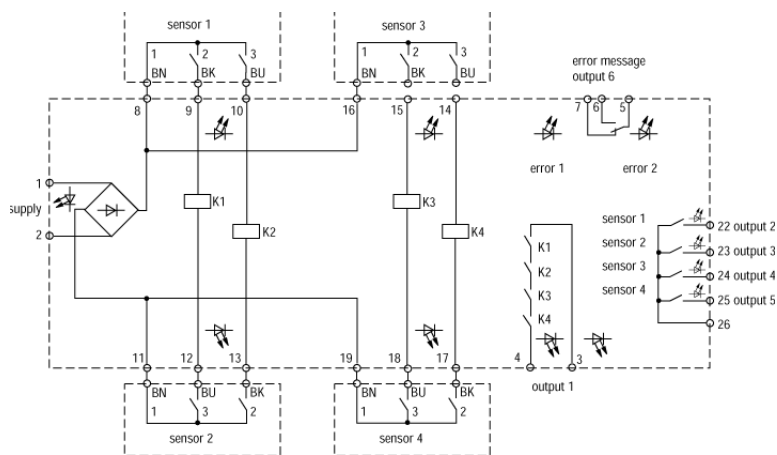 sensor 1
sensor 3
1 2 3
1 2 3
BN BK BU
BN BK BU
error message
output 6
8 9 10
16 15 14
7 6 5
error 1
error 2
1
supply
2
K1
K2
K3
K4
K1
K2
K3
K4
sensor 1
22 output 2
sensor 2
23 output 3
sensor 3
24 output 4
sensor 4
25 output 5
26
11 12 13
19 18 17
4 3
output 1
BN BU BK
BN BU BK
1 3 2
1 3 2
sensor 2
sensor 4